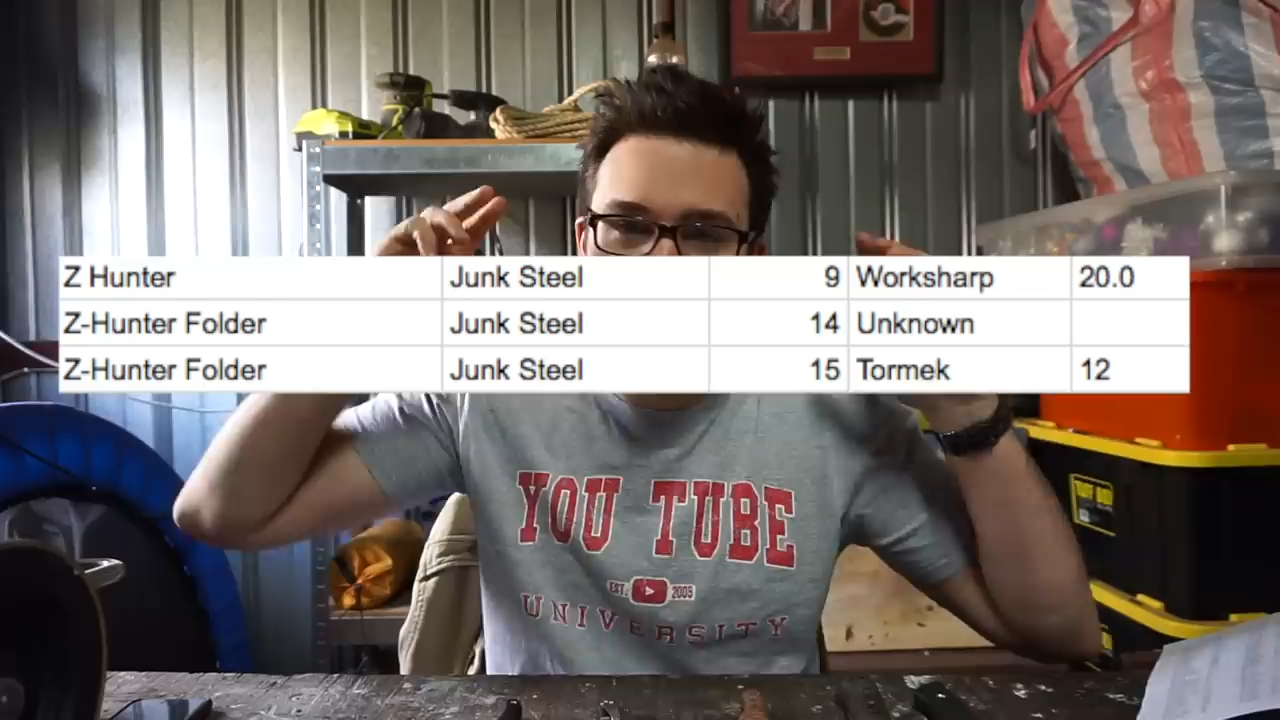 Z Hunter Junk Steel 9 Worksharp 20.0
Z-Hunter Folder Junk Steel 14 Unknown
Z-Hunter Folder Junk Steel 15 Tormek 12
YOU TUBE
EST. 2005
UNIVERSITY